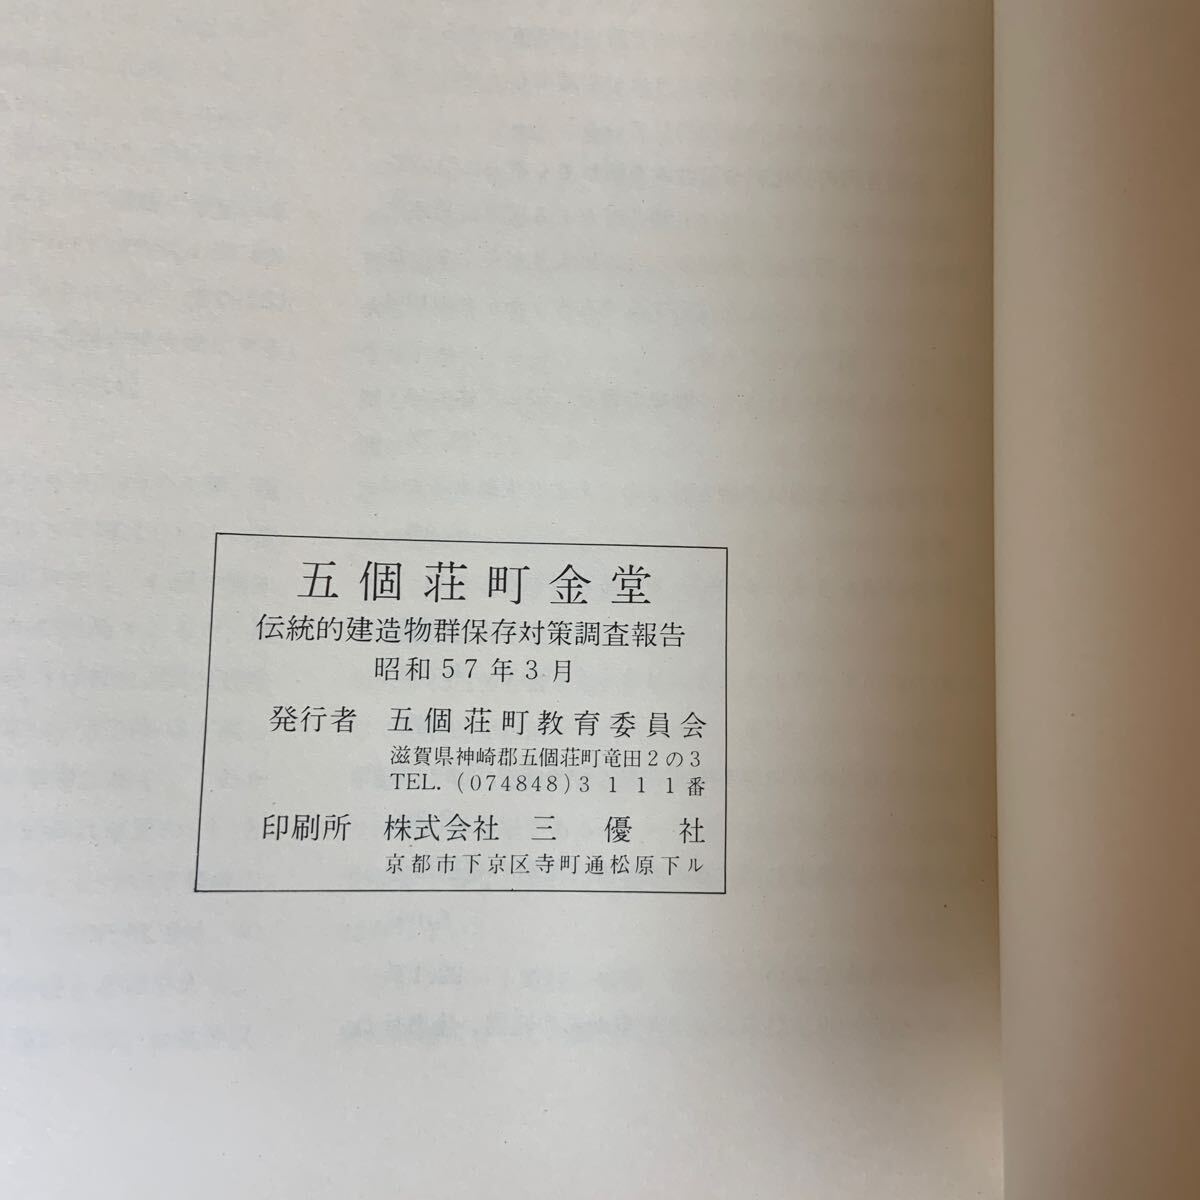 五個荘町金堂
伝統的建造物群保存対策調査報告
昭和57年3月
発行者 五個荘町教育委員会
滋賀県神崎郡五個荘町竜田2の3
TEL. (074848)3111番
印刷所 株式会社 三優社
京都市下京区寺町通松原下ル